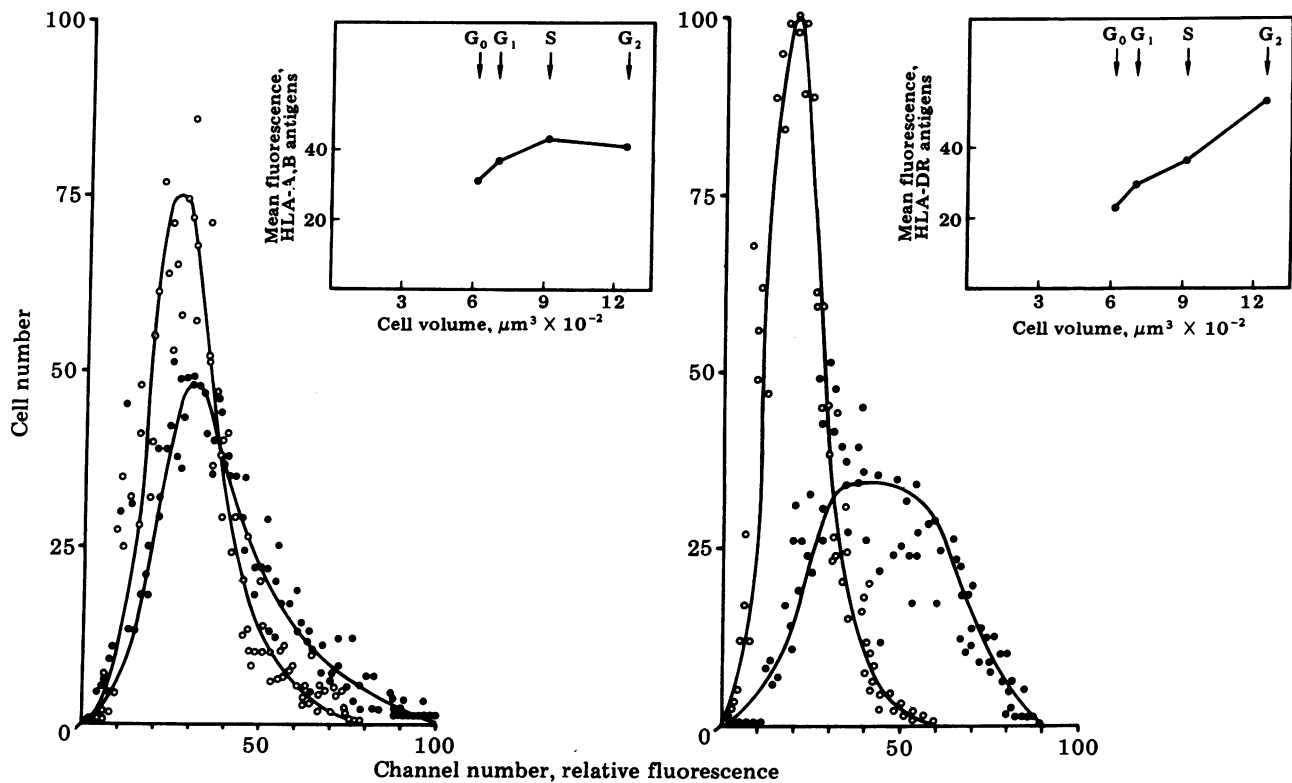 100
75
50
25
0
Cell number
50
100
G₀ G₁ S G₂
Mean fluorescence,
HLA-A,B antigens
40
20
3 6 9 12
Cell volume, μm³ × 10⁻²
100
75
50
25
0
50
100
G₀ G₁ S G₂
Mean fluorescence,
HLA-DR antigens
40
20
3 6 9 12
Cell volume, μm³ × 10⁻²
Channel number, relative fluorescence